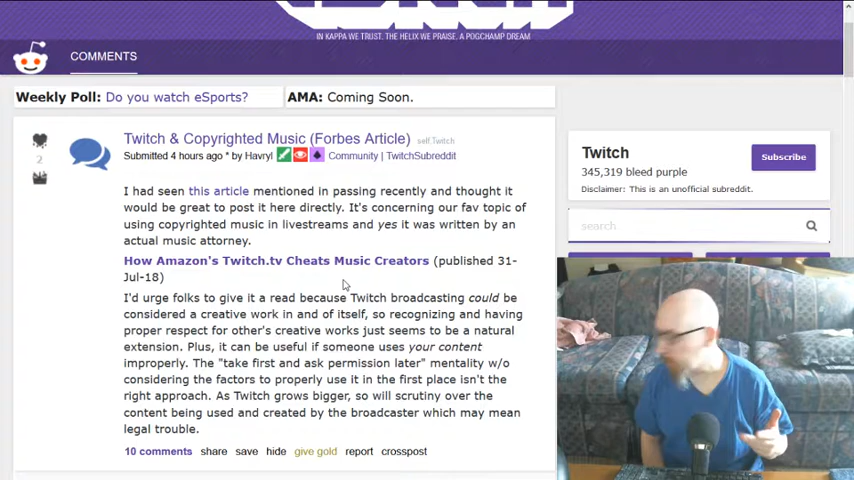 IN KAPPA WE TRUST, THE HELIX WE PRAISE, A POGCHAMP DREAM
COMMENTS
Weekly Poll: Do you watch eSports?
AMA: Coming Soon.
Twitch & Copyrighted Music (Forbes Article) self.Twitch
2
Submitted 4 hours ago * by Havryl Community | TwitchSubreddit
I had seen this article mentioned in passing recently and thought it
would be great to post it here directly. It's concerning our fav topic of
using copyrighted music in livestreams and yes it was written by an
actual music attorney.
How Amazon's Twitch.tv Cheats Music Creators (published 31-
Jul-18)
I'd urge folks to give it a read because Twitch broadcasting could be
considered a creative work in and of itself, so recognizing and having
proper respect for other's creative works just seems to be a natural
extension. Plus, it can be useful if someone uses your content
improperly. The "take first and ask permission later" mentality w/o
considering the factors to properly use it in the first place isn't the
right approach. As Twitch grows bigger, so will scrutiny over the
content being used and created by the broadcaster which may mean
legal trouble.
10 comments share save hide give gold report crosspost
Twitch
345,319 bleed purple
Subscribe
Disclaimer: This is an unofficial subreddit.
search